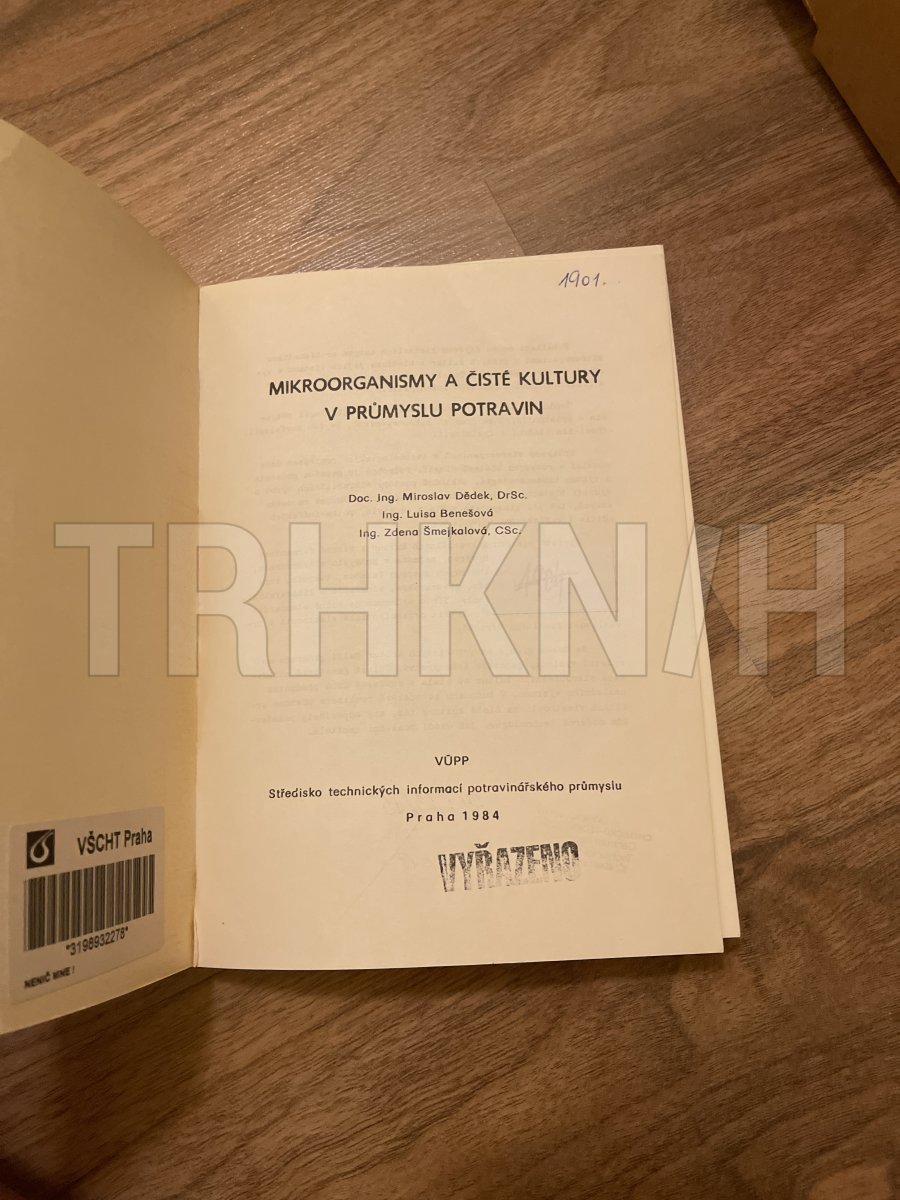 1901.
MIKROORGANISMY A ČISTÉ KULTURY
V PRŮMYSLU POTRAVIN
Doc. Ing. Miroslav Dědek, DrSc.
Ing. Luisa Benešová
Ing. Zdena Šmejkalová, CSc.
TRHKNIH
VÚPP
Středisko technických informací potravinářského průmyslu
Praha 1984
VYŘAZENO
VŠCHT Praha
*3198932278*
NENIČ MNE !